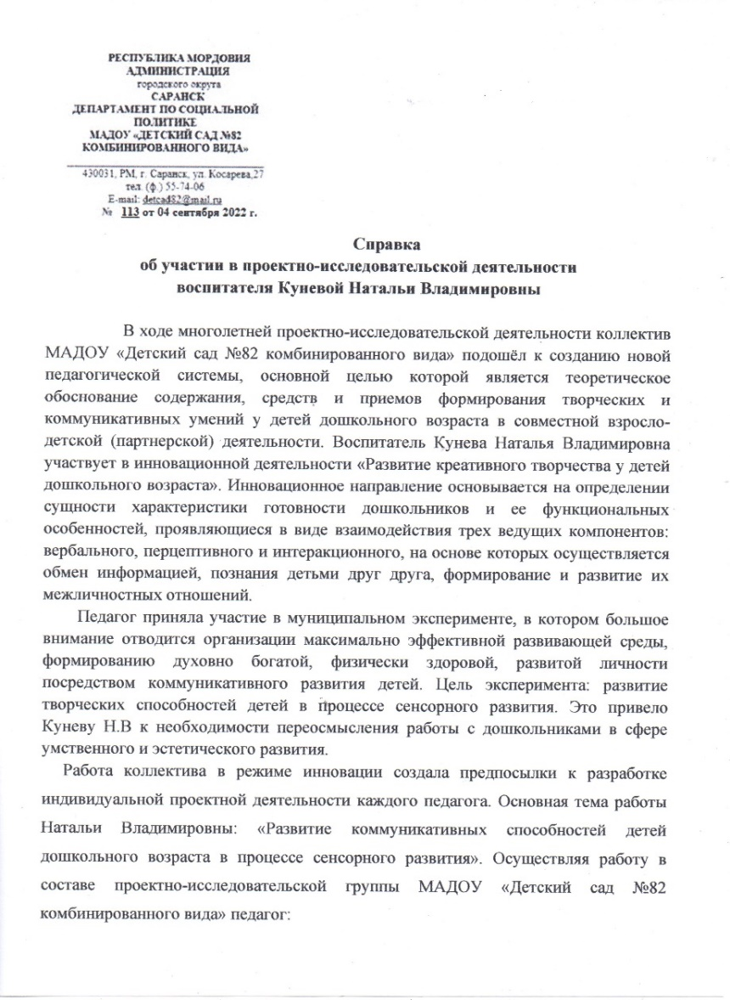 РЕСПУБЛИКА МОРДОВИЯ
АДМИНИСТРАЦИЯ
городского округа
САРАНСК
ДЕПАРТАМЕНТ ПО СОЦИАЛЬНОЙ
ПОЛИТИКЕ
МАДОУ «ДЕТСКИЙ САД №82
КОМБИНИРОВАННОГО ВИДА»
430031, РМ, г. Саранск, ул. Косарева,27
тел. (ф.) 55-74-06
E-mail: detcad82@mail.ru
№ 113 от 04 сентября 2022 г.
Справка
об участии в проектно-исследовательской деятельности
воспитателя Куневой Натальи Владимировны
В ходе многолетней проектно-исследовательской деятельности коллектив
МАДОУ «Детский сад №82 комбинированного вида» подошёл к созданию новой
педагогической системы, основной целью которой является теоретическое
обоснование содержания, средств и приемов формирования творческих и
коммуникативных умений у детей дошкольного возраста в совместной взросло-
детской (партнерской) деятельности. Воспитатель Кунева Наталья Владимировна
участвует в инновационной деятельности «Развитие креативного творчества у детей
дошкольного возраста». Инновационное направление основывается на определении
сущности характеристики готовности дошкольников и ее функциональных
особенностей, проявляющиеся в виде взаимодействия трех ведущих компонентов:
вербального, перцептивного и интеракционного, на основе которых осуществляется
обмен информацией, познания детьми друг друга, формирование и развитие их
межличностных отношений.
Педагог приняла участие в муниципальном эксперименте, в котором большое
внимание отводится организации максимально эффективной развивающей среды,
формированию духовно богатой, физически здоровой, развитой личности
посредством коммуникативного развития детей. Цель эксперимента: развитие
творческих способностей детей в процессе сенсорного развития. Это привело
Куневу Н.В к необходимости переосмысления работы с дошкольниками в сфере
умственного и эстетического развития.
Работа коллектива в режиме инновации создала предпосылки к разработке
индивидуальной проектной деятельности каждого педагога. Основная тема работы
Натальи Владимировны: «Развитие коммуникативных способностей детей
дошкольного возраста в процессе сенсорного развития». Осуществляя работу в
составе проектно-исследовательской группы МАДОУ «Детский сад №82
комбинированного вида» педагог: